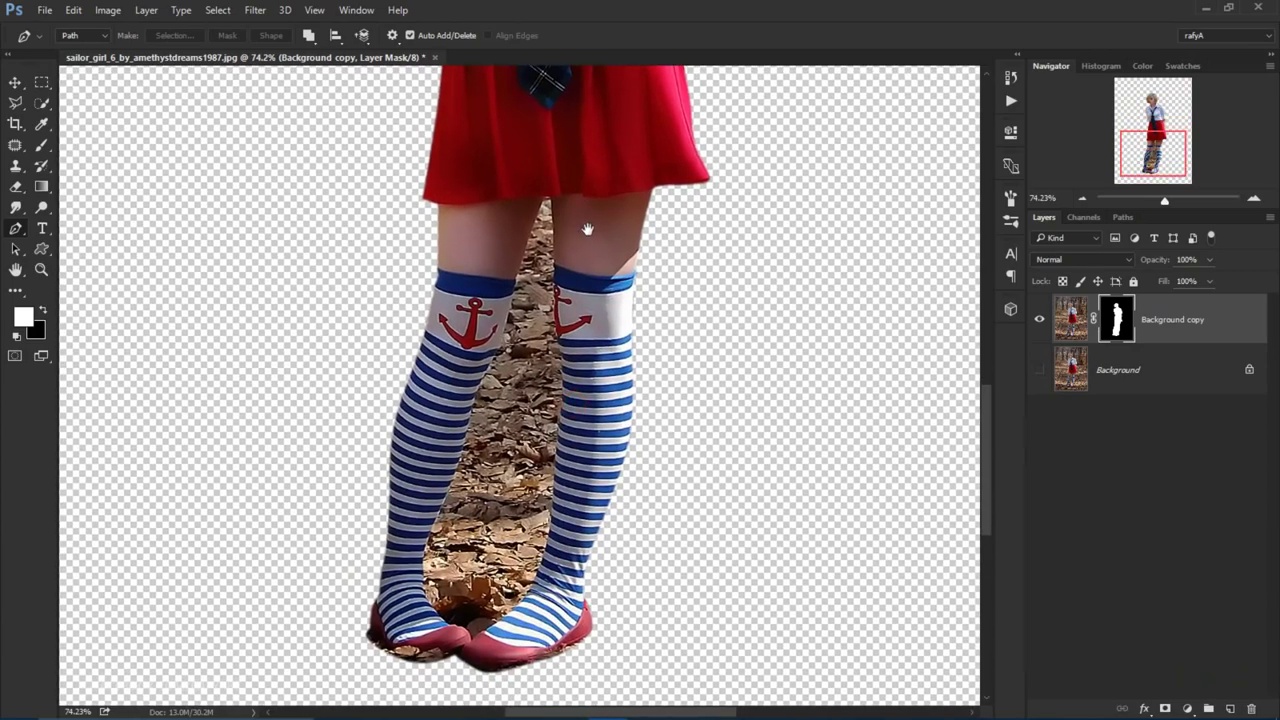 Ps File Edit Image Layer Type Select Filter 3D View Window Help
Path Make: Selection... Mask Shape Auto Add/Delete Align Edges rafyA
sailor_girl_6_by_amethystdreams1987.jpg @ 74.2% (Background copy, Layer Mask/8) *
Navigator Histogram Color Swatches
74.23%
Layers Channels Paths
Kind
Normal Opacity: 100%
Lock: Fill: 100%
Background copy
Background
74.23% Doc: 13.0M/30.2M